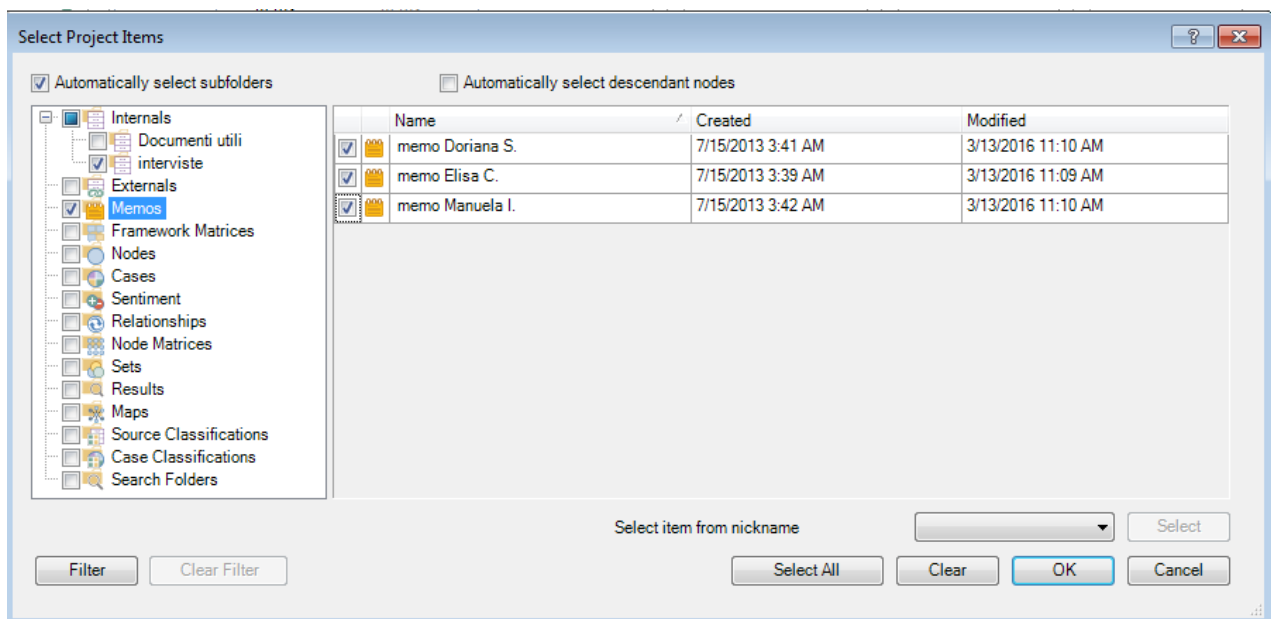 Select Project Items
Automatically select subfolders
Automatically select descendant nodes
Internals
Documenti utili
interviste
Externals
Memos
Framework Matrices
Nodes
Cases
Sentiment
Relationships
Node Matrices
Sets
Results
Maps
Source Classifications
Case Classifications
Search Folders
Name Created Modified
memo Doriana S. 7/15/2013 3:41 AM 3/13/2016 11:10 AM
memo Elisa C. 7/15/2013 3:39 AM 3/13/2016 11:09 AM
memo Manuela I. 7/15/2013 3:42 AM 3/13/2016 11:10 AM
Select item from nickname Select
Filter Clear Filter Select All Clear OK Cancel